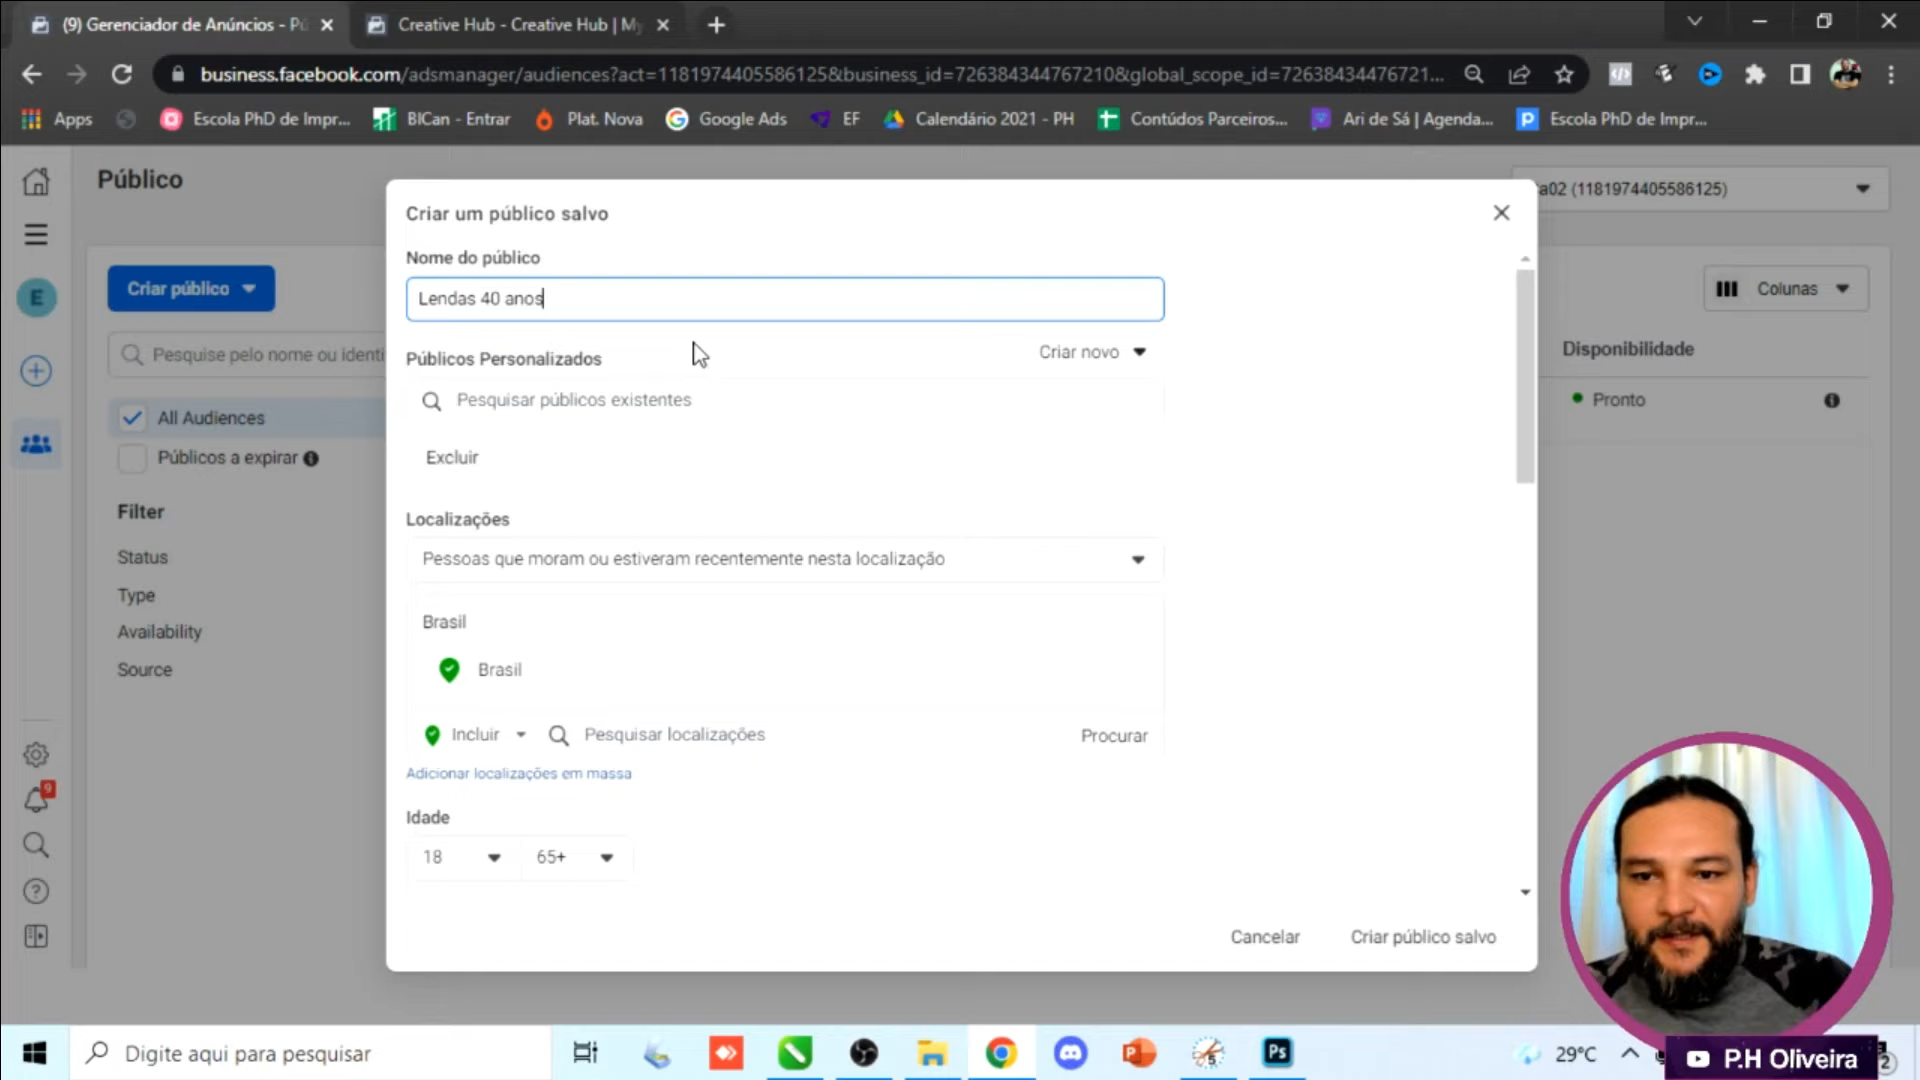 (9) Gerenciador de Anúncios - Pú
Creative Hub - Creative Hub | My
business.facebook.com/adsmanager/audiences?act=1181974405586125&business_id=726384344767210&global_scope_id=72638434476721...
Apps
Escola PhD de Impr...
BICan - Entrar
Plat. Nova
Google Ads
EF
Calendário 2021 - PH
Contúdos Parceiros...
Ari de Sá | Agenda...
Escola PhD de Impr...
Público
a02 (1181974405586125)
Criar um público salvo
Nome do público
E
Criar público
Lendas 40 anos
Colunas
Pesquise pelo nome ou identi
Públicos Personalizados
Criar novo
Disponibilidade
Pesquisar públicos existentes
Pronto
All Audiences
Públicos a expirar
Excluir
Filter
Localizações
Status
Pessoas que moram ou estiveram recentemente nesta localização
Type
Brasil
Availability
Brasil
Source
Incluir
Pesquisar localizações
Procurar
Adicionar localizações em massa
9
Idade
18
65+
Cancelar
Criar público salvo
Digite aqui para pesquisar
Ps
29°C
P.H Oliveira
2